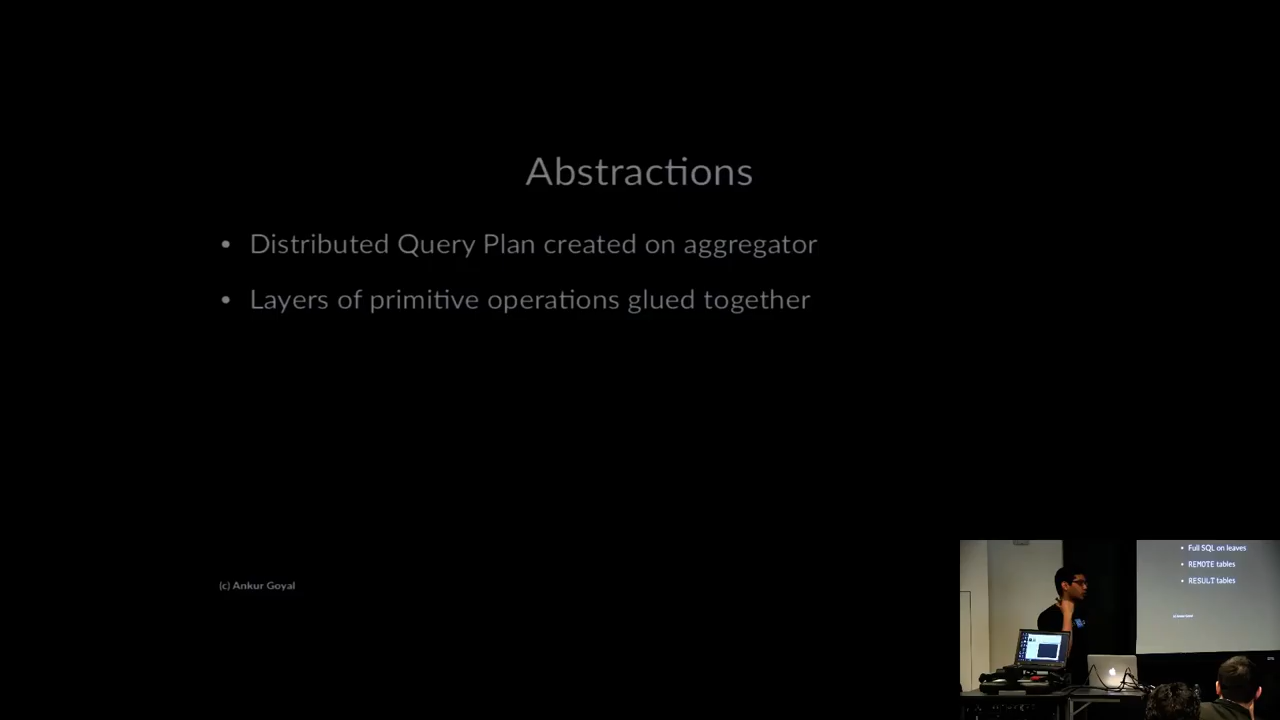 Abstractions
• Distributed Query Plan created on aggregator
• Layers of primitive operations glued together
(c) Ankur Goyal
• Full SQL on leaves
• REMOTE tables
• RESULT tables